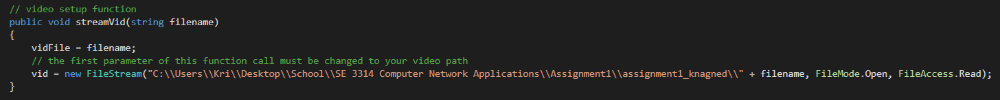 // video setup function
public void streamVid(string filename)
{
    vidFile = filename;
    // the first parameter of this function call must be changed to your video path
    vid = new FileStream("C:\\Users\\Kri\\Desktop\\School\\SE 3314 Computer Network Applications\\Assignment1\\assignment1_knagned\\" + filename, FileMode.Open, FileAccess.Read);
}